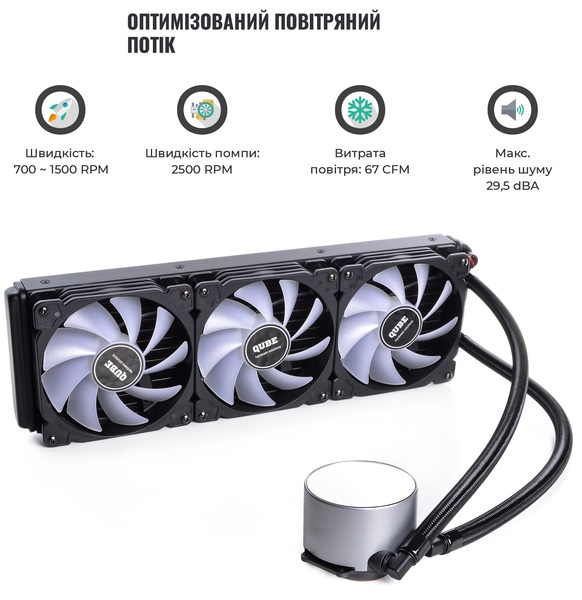 ОПТИМІЗОВАНИЙ ПОВІТРЯНИЙ
ПОТІК
Швидкість:
700 ~ 1500 RPM
Швидкість помпи:
2500 RPM
Витрата
повітря: 67 CFM
Макс.
рівень шуму
29,5 dBA
QUBE
QUBE
QUBE